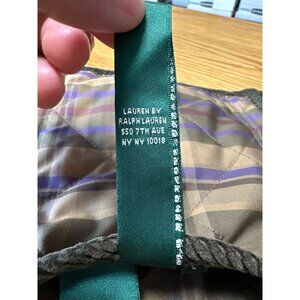 LAUREN BY
RALPH LAUREN
550 7TH AVE
NY NY 10018